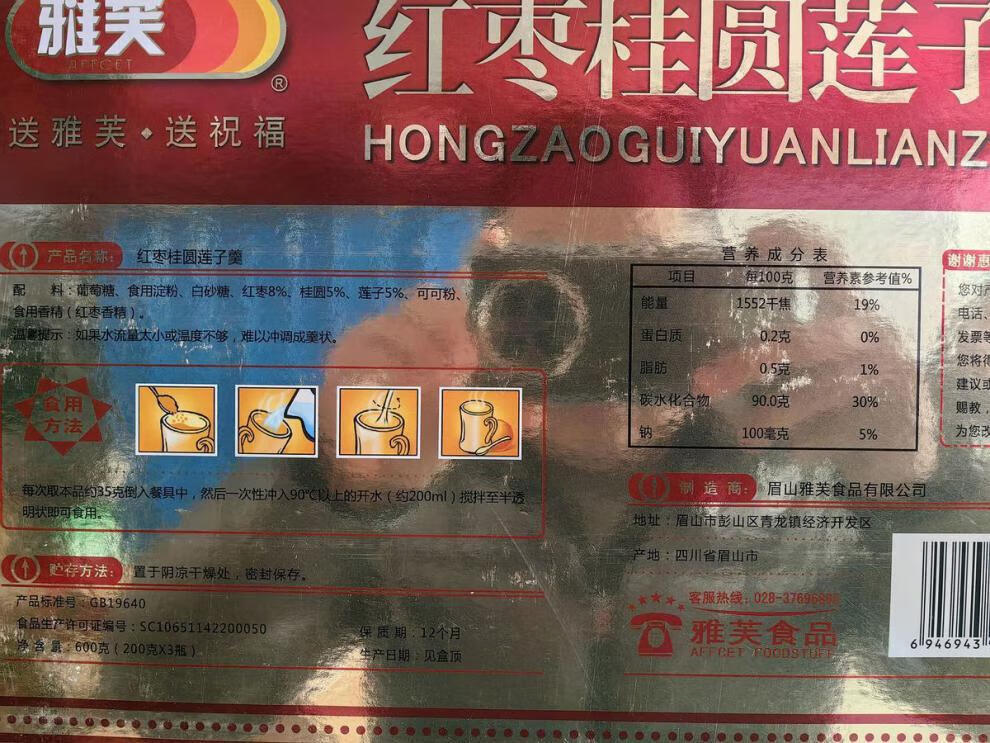 雅芙
AFFCET
®
送雅芙·送祝福
红枣桂圆莲子
HONGZAOGUIYUANLIANZ
产品名称: 红枣桂圆莲子羹
配 料:葡萄糖、食用淀粉、白砂糖、红枣8%、桂圆5%、莲子5%、可可粉、
食用香精(红枣香精)。
温馨提示:如果水流量太小或温度不够,难以冲调成羹状。
食用
方法
每次取本品约35克倒入餐具中,然后一次性冲入90℃以上的开水(约200ml)搅拌至半透
明状即可食用。
贮存方法: 置于阴凉干燥处,密封保存。
产品标准号:GB19640
食品生产许可证编号:SC10651142200050
净含量:600克(200克X3瓶)
保质期:12个月
生产日期:见盒顶
营养成分表
项目 每100克 营养素参考值%
能量 1552千焦 19%
蛋白质 0.2克 0%
脂肪 0.5克 1%
碳水化合物 90.0克 30%
钠 100毫克 5%
制造商: 眉山雅芙食品有限公司
地址:眉山市彭山区青龙镇经济开发区
产地:四川省眉山市
客服热线:028-37696
雅芙食品
AFFCET FOODSTUFF
谢谢惠
您对产
电话、
发票等
您将得
建议或
赐教,
为您改
6 946943